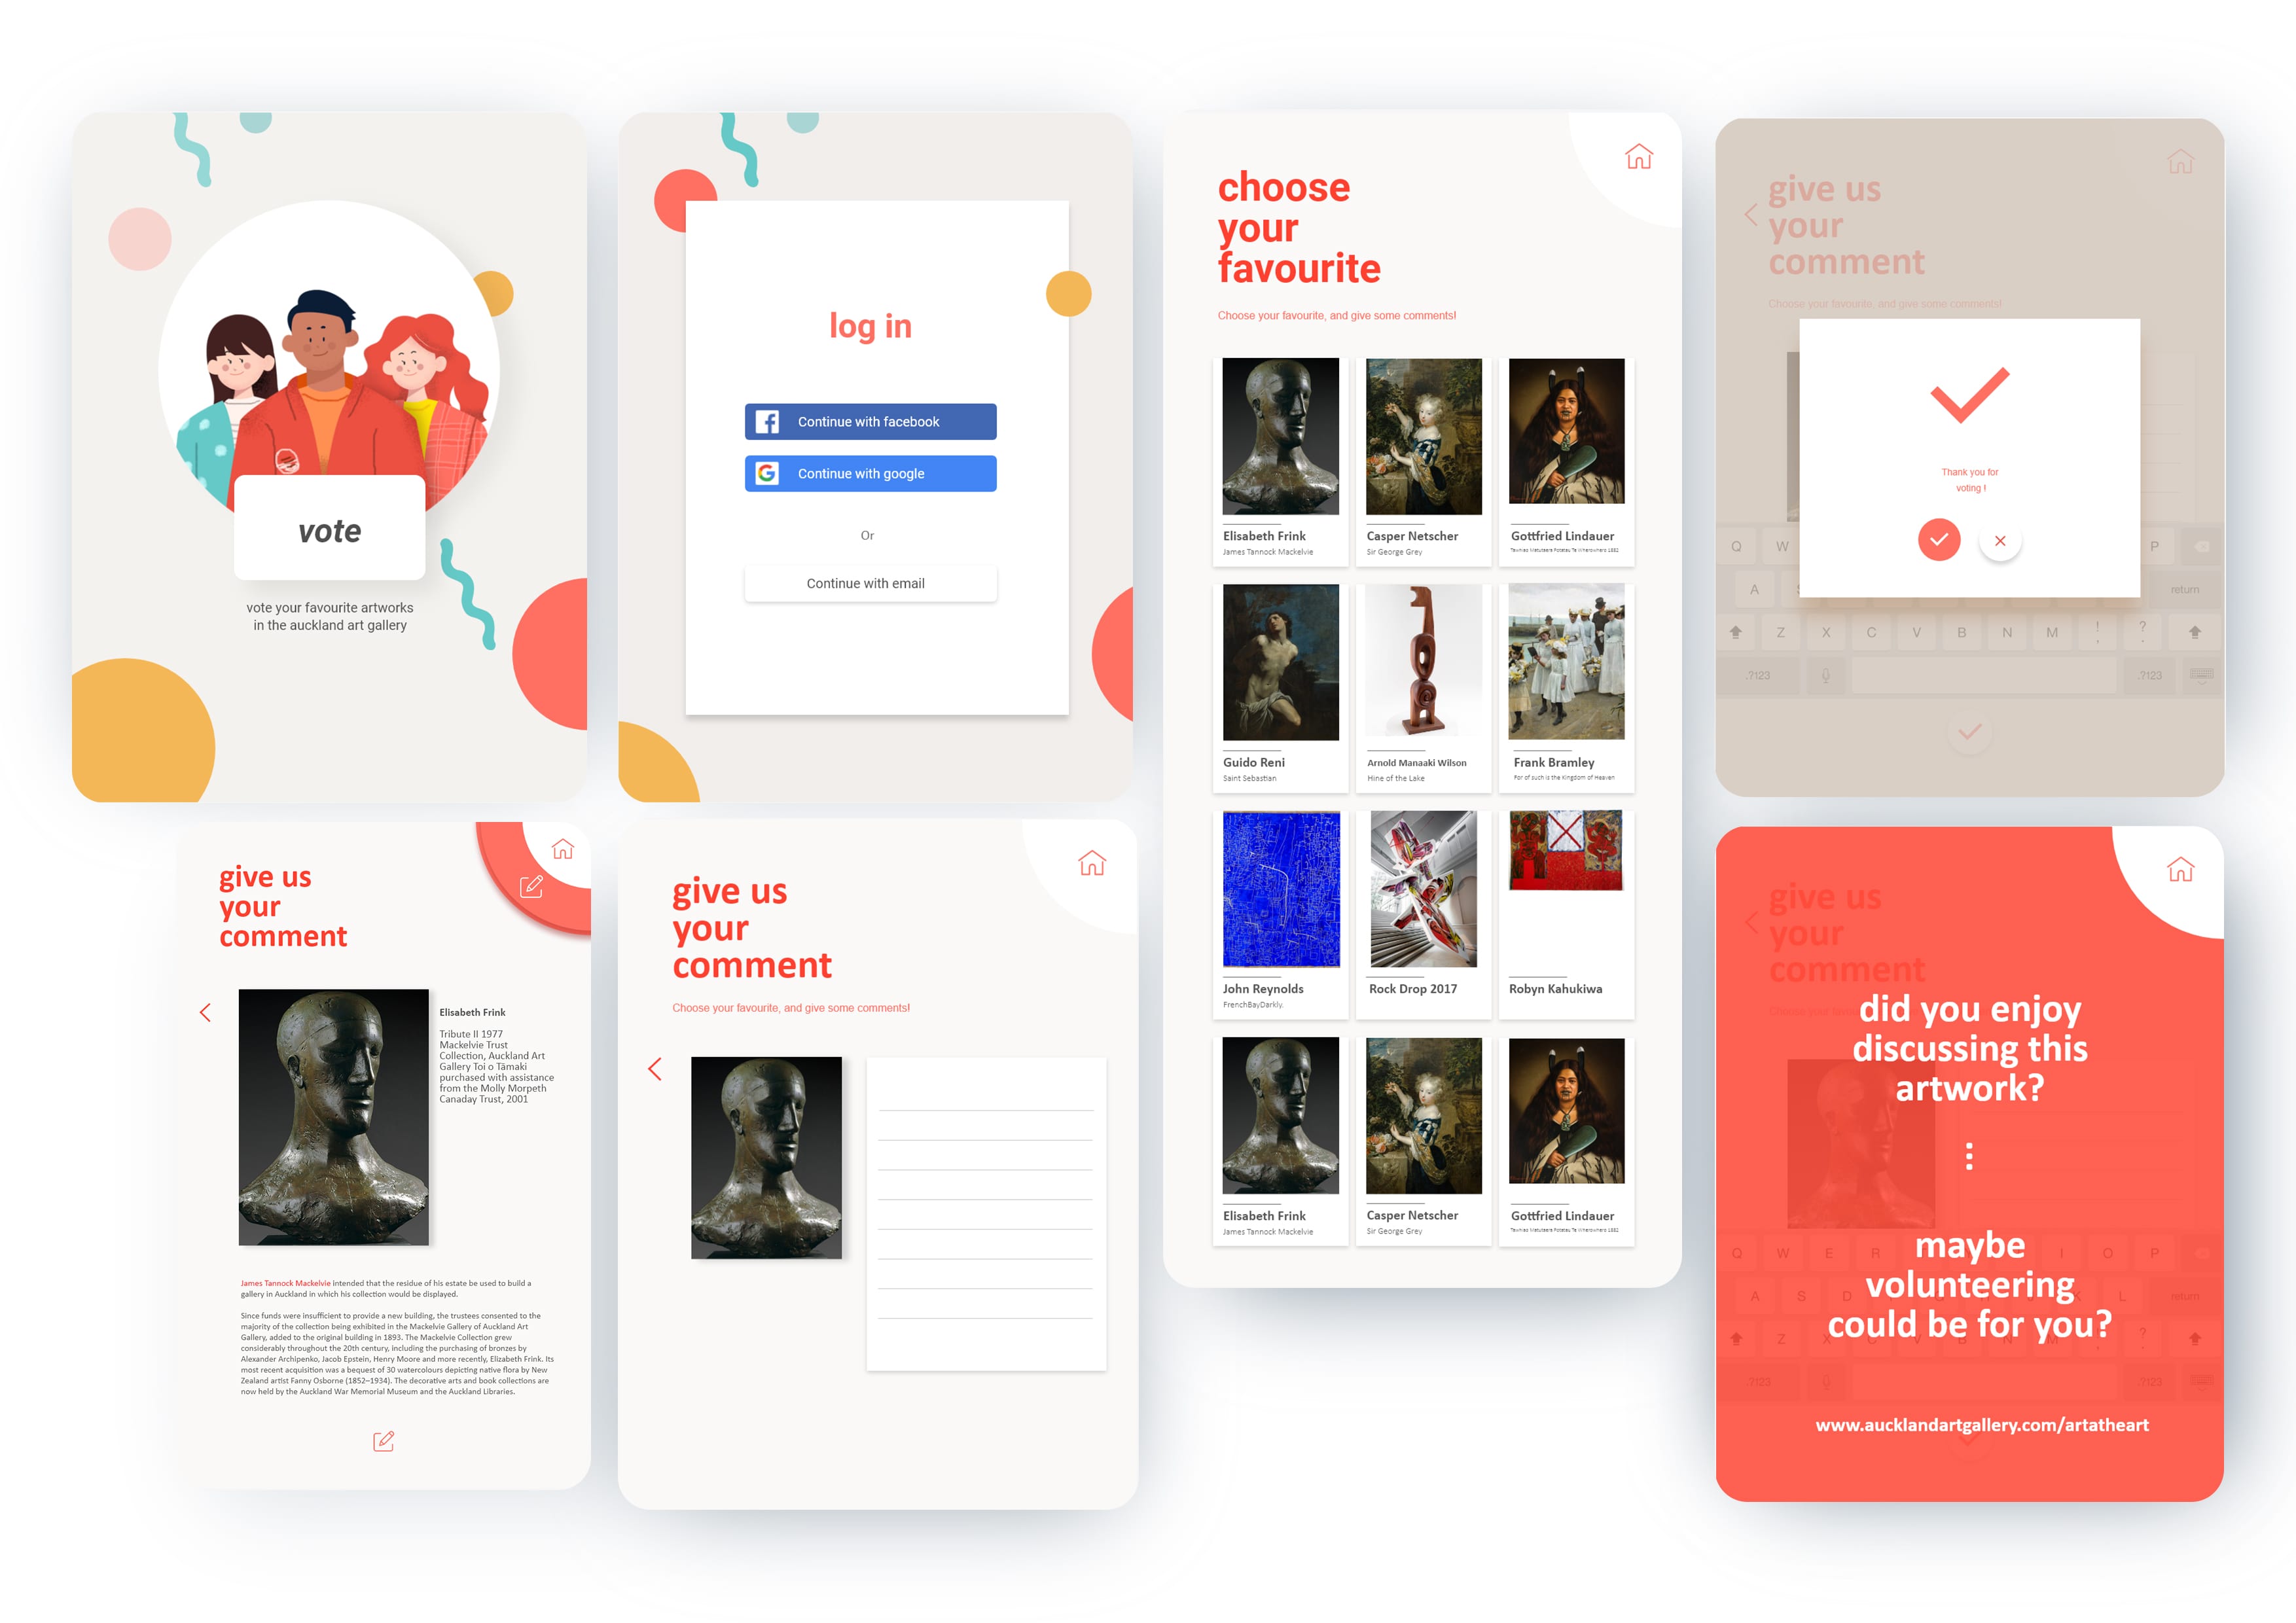 vote
vote your favourite artworks
in the auckland art gallery
log in
Continue with facebook
Continue with google
Or
Continue with email
choose
your
favourite
Choose your favourite, and give some comments!
Elisabeth Frink
James Tannock Mackelvie
Casper Netscher
Sir George Grey
Gottfried Lindauer
Guido Reni
Saint Sebastian
Arnold Manaaki Wilson
Hine of the Lake
Frank Bramley
For of such is the Kingdom of Heaven
John Reynolds
FrenchBayDarkly.
Rock Drop 2017
Robyn Kahukiwa
Elisabeth Frink
James Tannock Mackelvie
Casper Netscher
Sir George Grey
Gottfried Lindauer
give us
your
comment
Choose your favourite, and give some comments!
Thank you for
voting !
Q W P
A return
Z X C V B N M ! , ? .
.?123 .?123
give us
your
comment
Elisabeth Frink
Tribute II 1977
Mackelvie Trust
Collection, Auckland Art
Gallery Toi o Tāmaki
purchased with assistance
from the Molly Morpeth
Canaday Trust, 2001
James Tannock Mackelvie intended that the residue of his estate be used to build a
gallery in Auckland in which his collection would be displayed.
Since funds were insufficient to provide a new building, the trustees consented to the
majority of the collection being exhibited in the Mackelvie Gallery of Auckland Art
Gallery, added to the original building in 1893. The Mackelvie Collection grew
considerably throughout the 20th century, including the purchasing of bronzes by
Alexander Archipenko, Jacob Epstein, Henry Moore and more recently, Elizabeth Frink. Its
most recent acquisition was a bequest of 30 watercolours depicting native flora by New
Zealand artist Fanny Osborne (1852–1934). The decorative arts and book collections are
now held by the Auckland War Memorial Museum and the Auckland Libraries.
give us
your
comment
Choose your favourite, and give some comments!
give us
your
comment
did you enjoy
discussing this
artwork?
maybe
volunteering
could be for you?
Q W E R I O P
A S D L return
Z X C V B N M ?
.?123 .?123
www.aucklandartgallery.com/artatheart